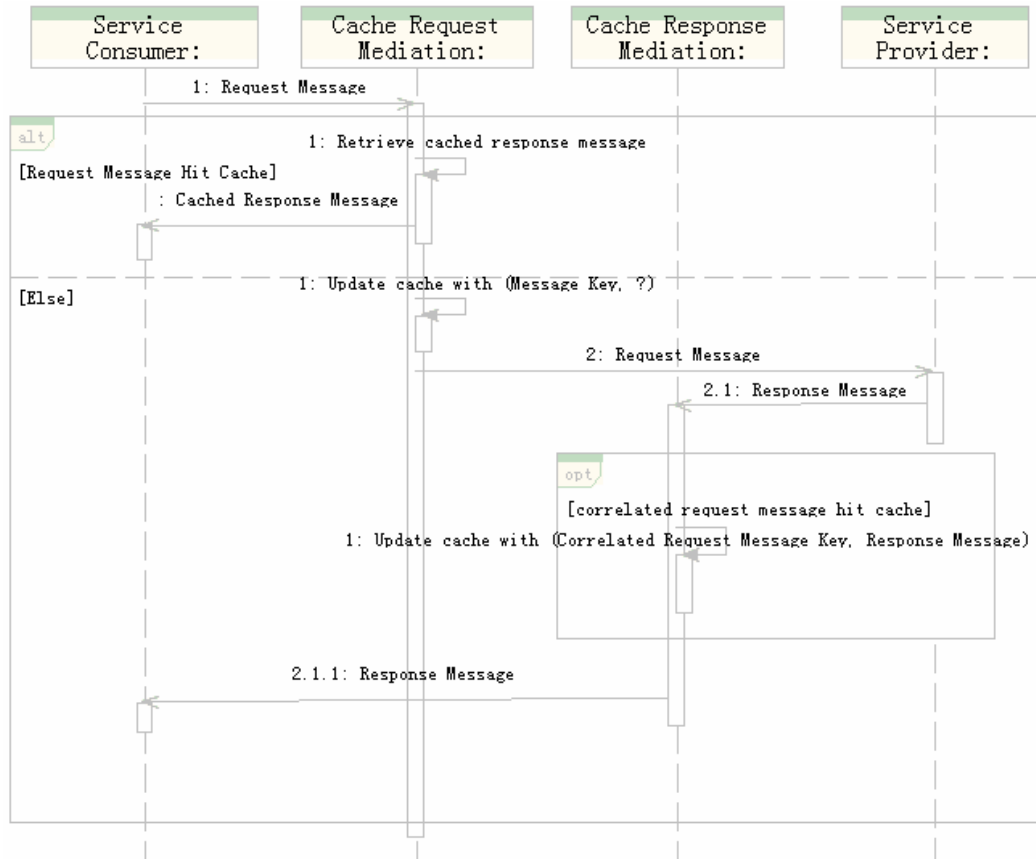 Service
Consumer:
Cache Request
Mediation:
Cache Response
Mediation:
Service
Provider:
1: Request Message
alt
1: Retrieve cached response message
[Request Message Hit Cache]
: Cached Response Message
1: Update cache with (Message Key, ?)
[Else]
2: Request Message
2.1: Response Message
opt
[correlated request message hit cache]
1: Update cache with (Correlated Request Message Key, Response Message)
2.1.1: Response Message